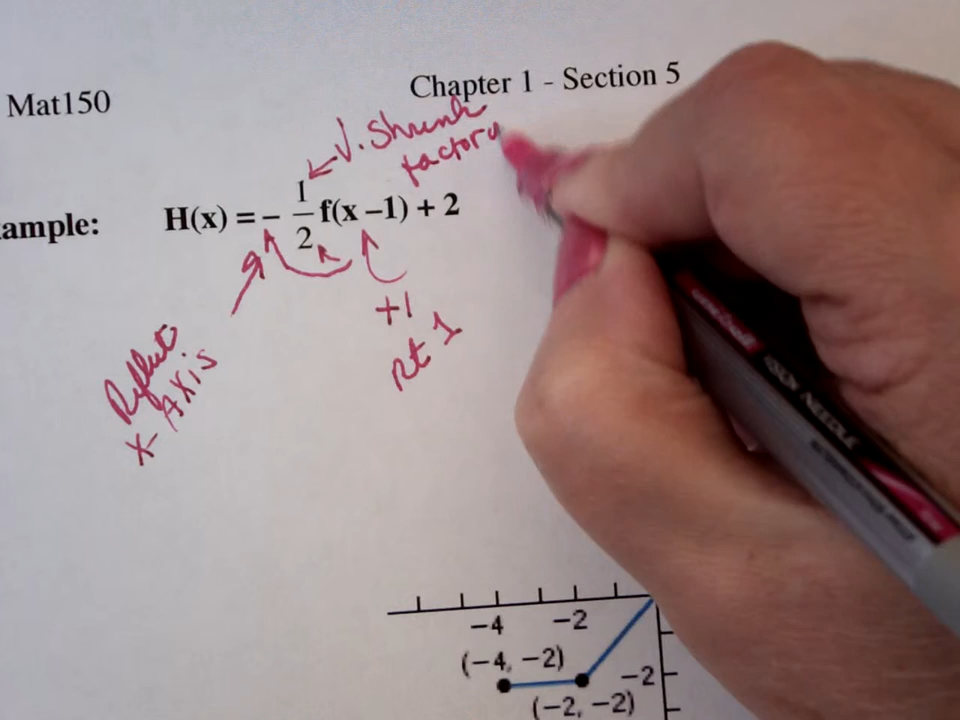 Mat150
Chapter 1 - Section 5
V. Shrink
factor
ample: H(x) = - 1/2 f(x -1) + 2
+1
Rt 1
Reflect
X- Axis
-4 -2
(-4, -2)
-2
(-2, -2)
NEEDLE